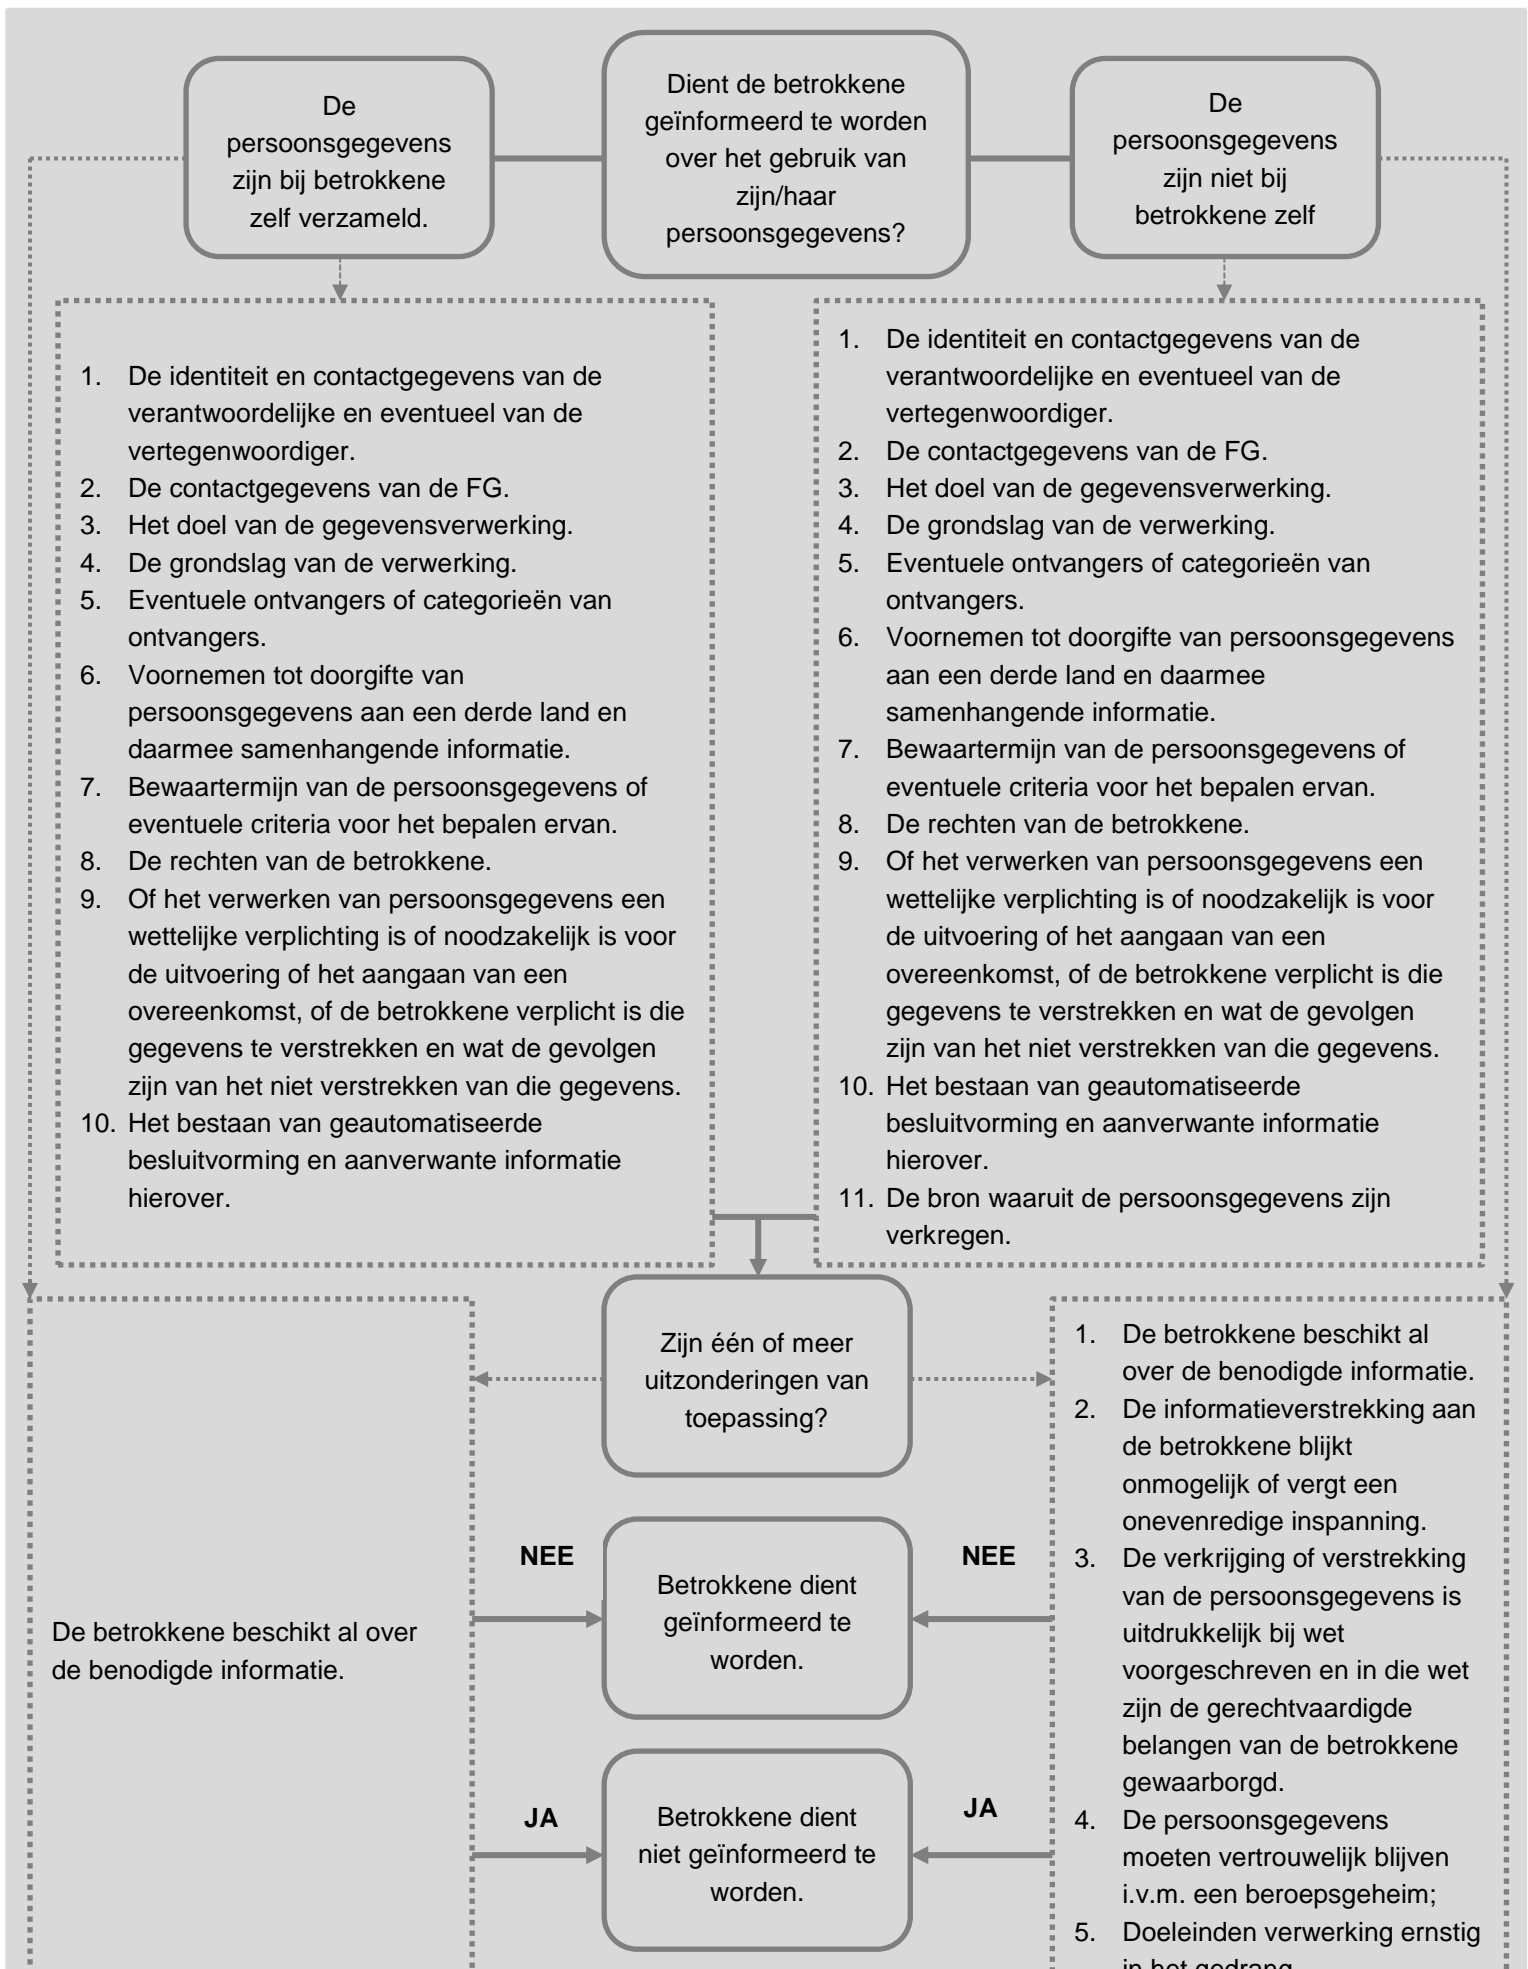 De
persoonsgegevens
zijn bij betrokkene
zelf verzameld.
Dient de betrokkene
geïnformeerd te worden
over het gebruik van
zijn/haar
persoonsgegevens?
De
persoonsgegevens
zijn niet bij
betrokkene zelf
1. De identiteit en contactgegevens van de
verantwoordelijke en eventueel van de
vertegenwoordiger.
2. De contactgegevens van de FG.
3. Het doel van de gegevensverwerking.
4. De grondslag van de verwerking.
5. Eventuele ontvangers of categorieën van
ontvangers.
6. Voornemen tot doorgifte van
persoonsgegevens aan een derde land en
daarmee samenhangende informatie.
7. Bewaartermijn van de persoonsgegevens of
eventuele criteria voor het bepalen ervan.
8. De rechten van de betrokkene.
9. Of het verwerken van persoonsgegevens een
wettelijke verplichting is of noodzakelijk is voor
de uitvoering of het aangaan van een
overeenkomst, of de betrokkene verplicht is die
gegevens te verstrekken en wat de gevolgen
zijn van het niet verstrekken van die gegevens.
10. Het bestaan van geautomatiseerde
besluitvorming en aanverwante informatie
hierover.
1. De identiteit en contactgegevens van de
verantwoordelijke en eventueel van de
vertegenwoordiger.
2. De contactgegevens van de FG.
3. Het doel van de gegevensverwerking.
4. De grondslag van de verwerking.
5. Eventuele ontvangers of categorieën van
ontvangers.
6. Voornemen tot doorgifte van persoonsgegevens
aan een derde land en daarmee
samenhangende informatie.
7. Bewaartermijn van de persoonsgegevens of
eventuele criteria voor het bepalen ervan.
8. De rechten van de betrokkene.
9. Of het verwerken van persoonsgegevens een
wettelijke verplichting is of noodzakelijk is voor
de uitvoering of het aangaan van een
overeenkomst, of de betrokkene verplicht is die
gegevens te verstrekken en wat de gevolgen
zijn van het niet verstrekken van die gegevens.
10. Het bestaan van geautomatiseerde
besluitvorming en aanverwante informatie
hierover.
11. De bron waaruit de persoonsgegevens zijn
verkregen.
Zijn één of meer
uitzonderingen van
toepassing?
De betrokkene beschikt al over
de benodigde informatie.
NEE
Betrokkene dient
geïnformeerd te
worden.
NEE
JA
Betrokkene dient
niet geïnformeerd te
worden.
JA
1. De betrokkene beschikt al
over de benodigde informatie.
2. De informatieverstrekking aan
de betrokkene blijkt
onmogelijk of vergt een
onevenredige inspanning.
3. De verkrijging of verstrekking
van de persoonsgegevens is
uitdrukkelijk bij wet
voorgeschreven en in die wet
zijn de gerechtvaardigde
belangen van de betrokkene
gewaarborgd.
4. De persoonsgegevens
moeten vertrouwelijk blijven
i.v.m. een beroepsgeheim;
5. Doeleinden verwerking ernstig
in het gedrang